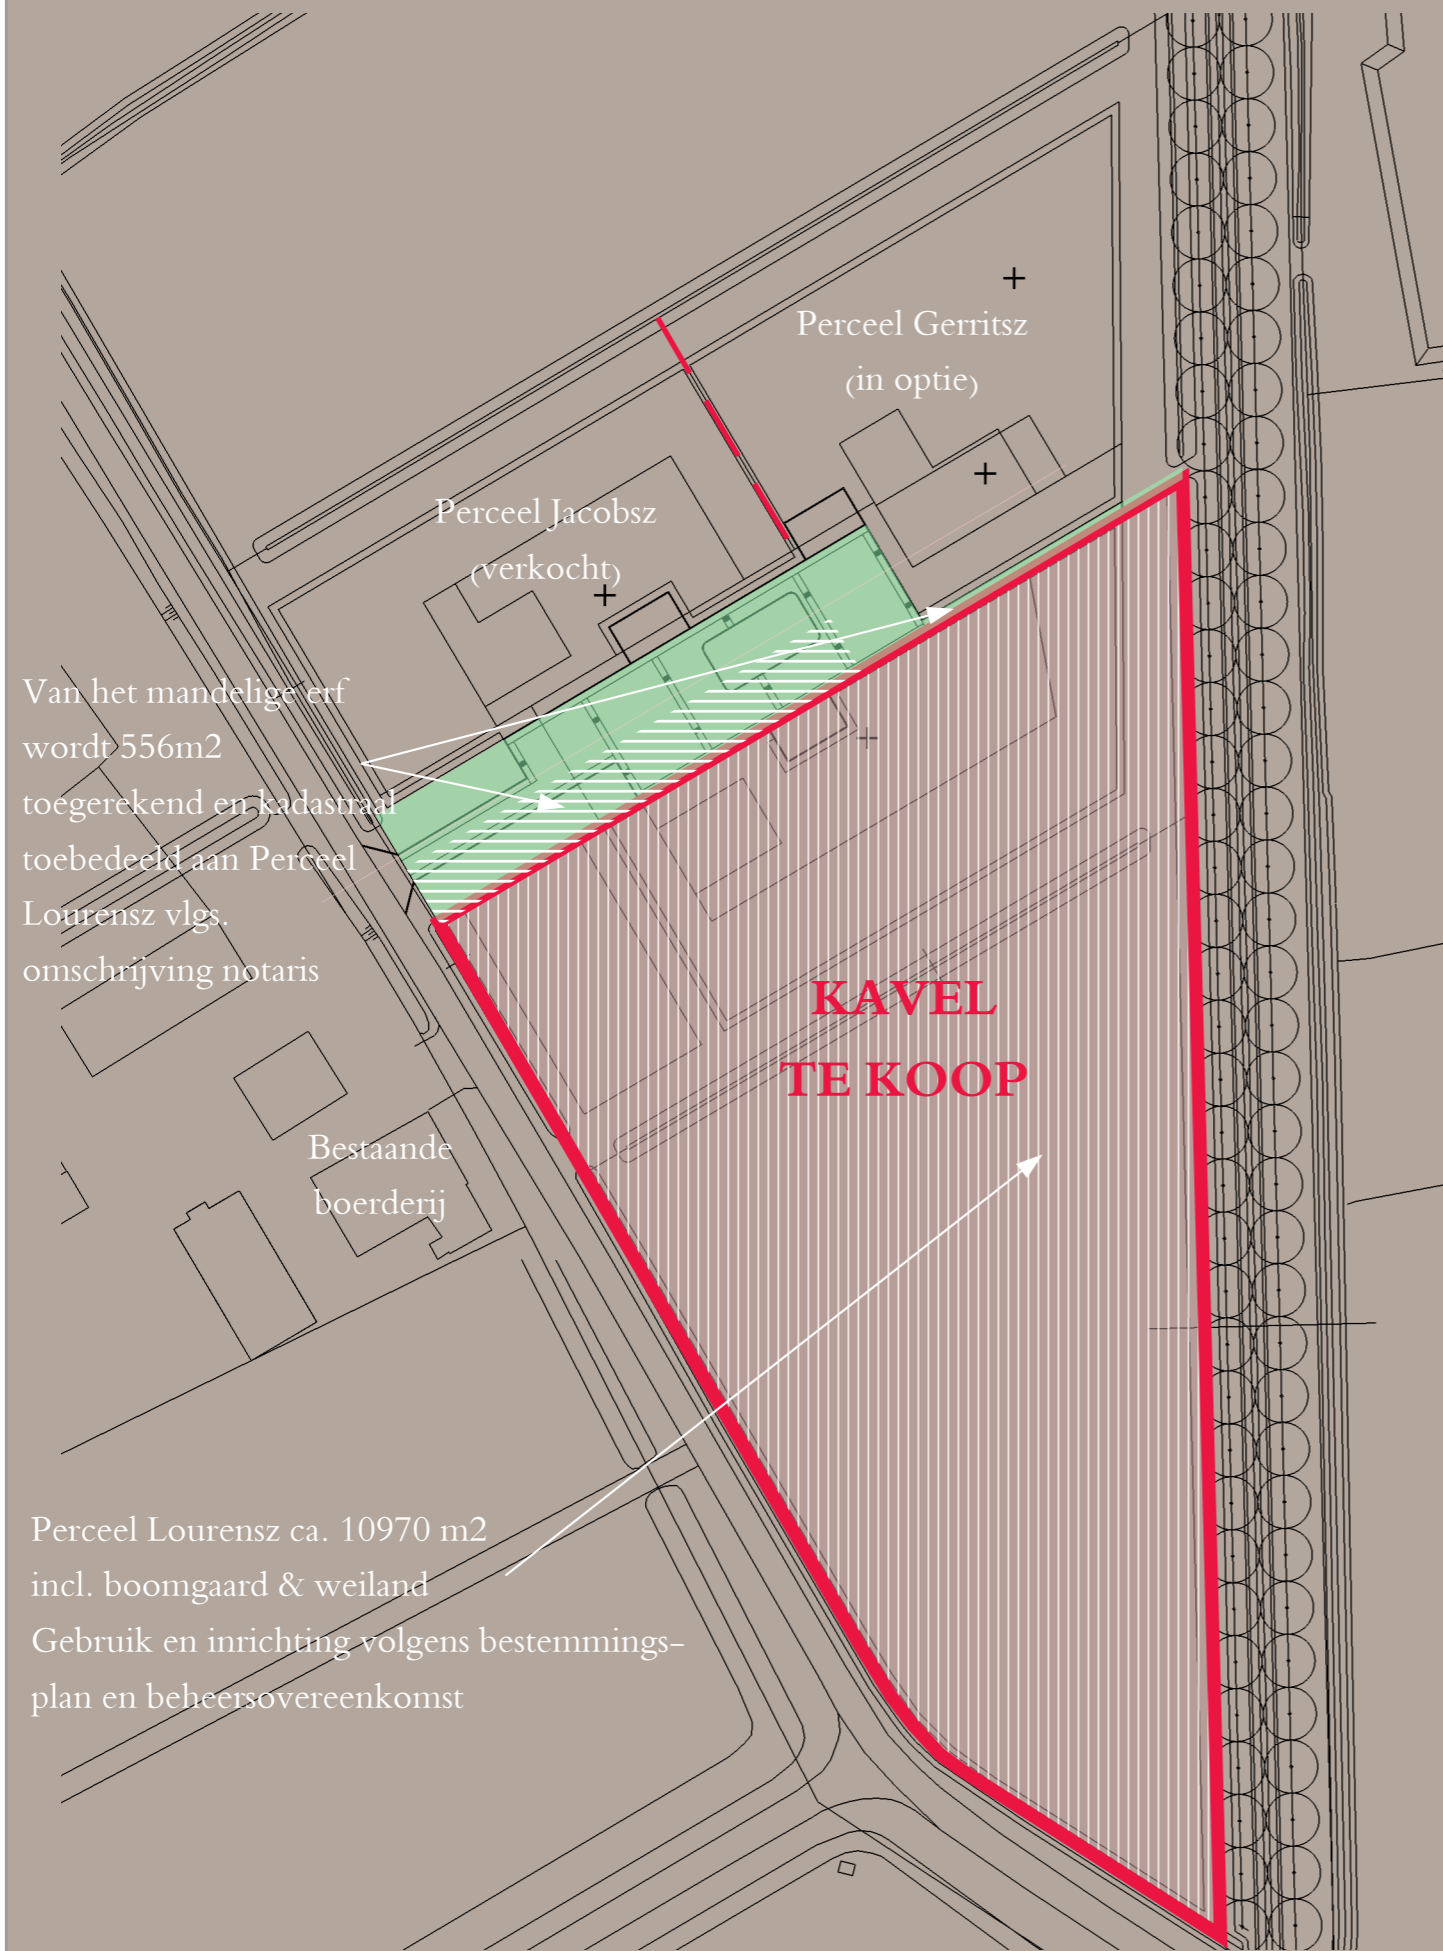 Perceel Gerritsz
(in optie)
Perceel Jacobsz
(verkocht)
Van het mandelige erf
wordt 556m2
toegerekend en kadastraal
toebedeeld aan Perceel
Lourensz vlgs.
omschrijving notaris
KAVEL
TE KOOP
Bestaande
boerderij
Perceel Lourensz ca. 10970 m2
incl. boomgaard & weiland
Gebruik en inrichting volgens bestemmings-
plan en beheersovereenkomst